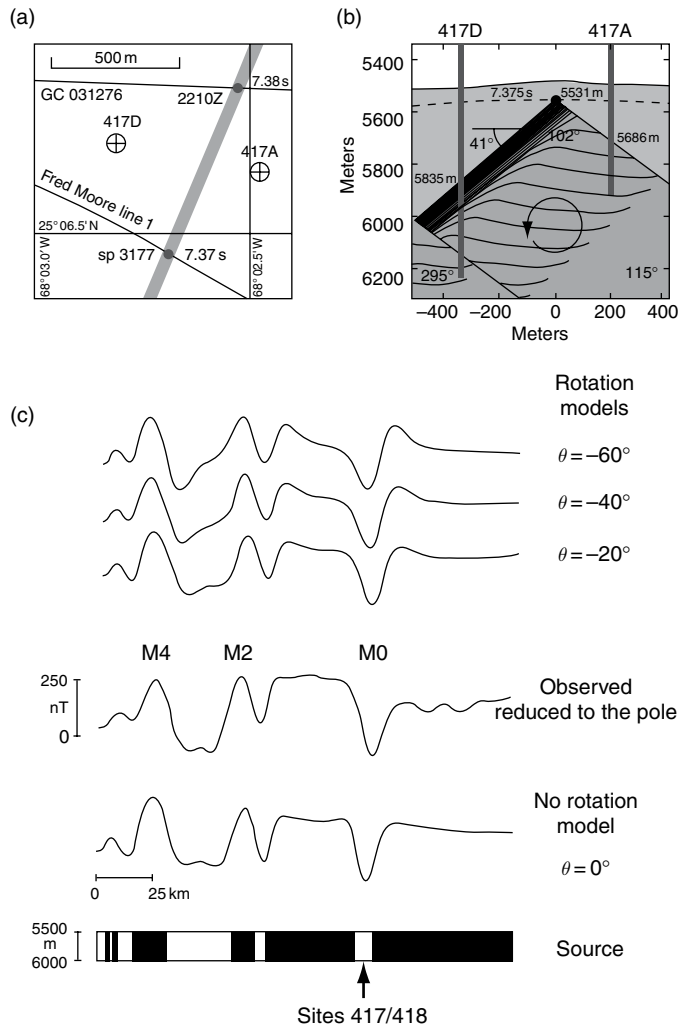 (a)
500 m
7.38 s
GC 031276
2210Z
417D
417A
Fred Moore line 1
25° 06.5′ N
sp 3177
7.37 s
68° 03.0′ W
68° 02.5′ W
(b)
417D
417A
5400
5600
5800
6000
6200
Meters
7.375 s
5531 m
41°
102°
5686 m
5835 m
295°
115°
−400
−200
0
200
400
Meters
(c)
Rotation
models
θ = −60°
θ = −40°
θ = −20°
M4
M2
M0
250
nT
0
Observed
reduced to the pole
No rotation
model
θ = 0°
0
25 km
5500
m
6000
Source
Sites 417/418